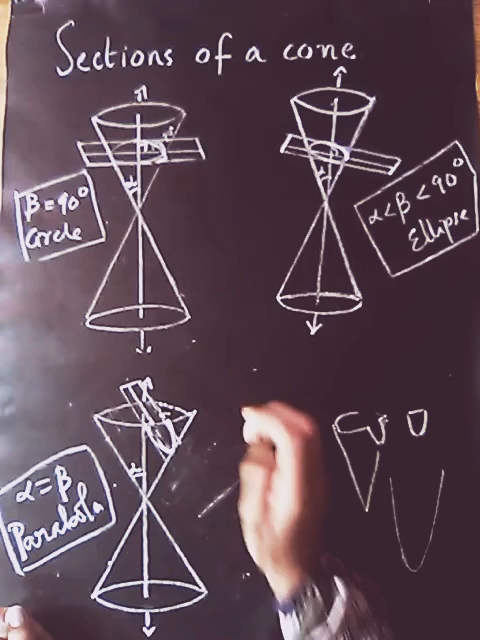 Sections of a cone
β = 90°
Circle
α < β < 90°
Ellipse
α = β
Parabola